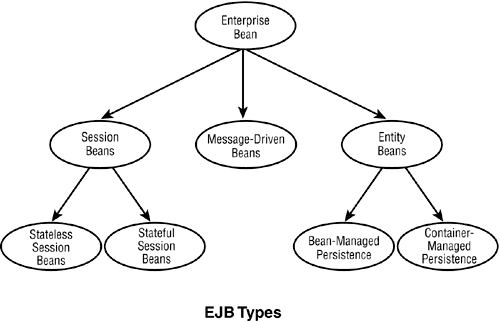 Enterprise
Bean
Session
Beans
Message-Driven
Beans
Entity
Beans
Stateless
Session
Beans
Stateful
Session
Beans
Bean-Managed
Persistence
Container-
Managed
Persistence
EJB Types